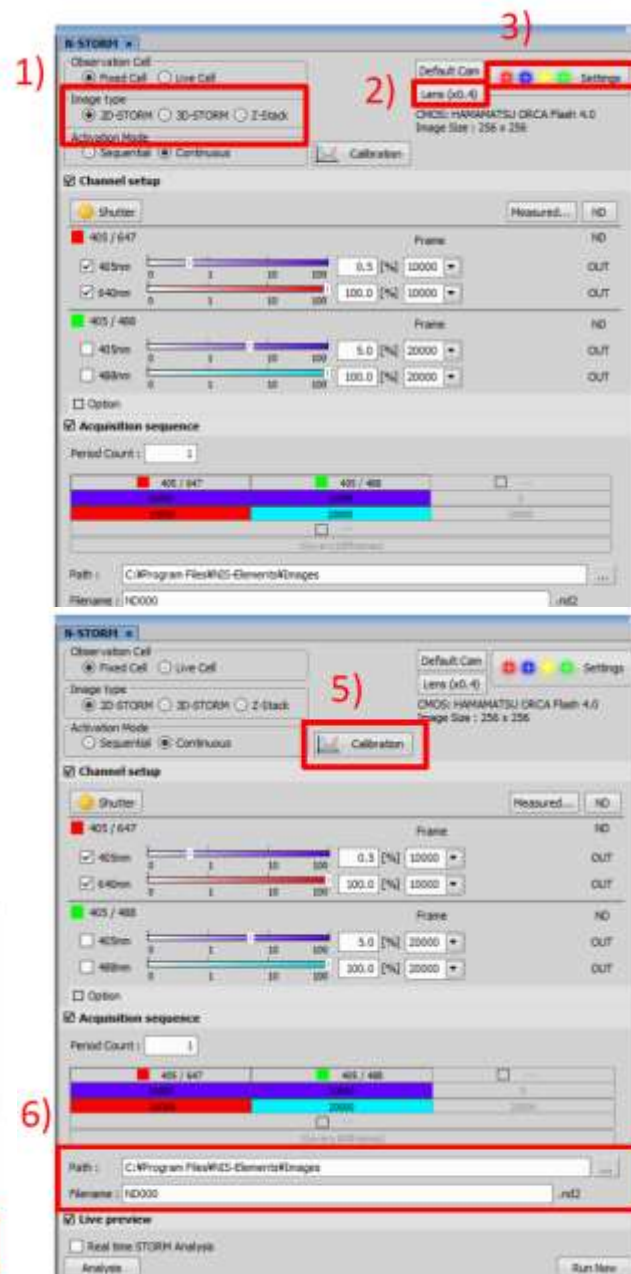 3)
N-STORM ×
1)
Observation Cell
Fixed Cell Live Cell
2)
Default Cam
Settings
Image type
Lens (x0.4)
2D-STORM 3D-STORM Z-Stack
CMOS: HAMAMATSU ORCA Flash 4.0
Image Size : 256 x 256
Activation Mode
Sequential Continuous
Calibration
Channel setup
Shutter
Measured... ND
405 / 647 Frame ND
405nm 0 1 10 100 0.5 [%] 10000 OUT
640nm 0 1 10 100 100.0 [%] 10000 OUT
405 / 488 Frame ND
405nm 0 1 10 100 5.0 [%] 20000 OUT
488nm 0 1 10 100 100.0 [%] 20000 OUT
Option
Acquisition sequence
Period Count : 1
405 / 647 405 / 488
Path : C:¥Program Files¥NIS-Elements¥Images ...
Filename : ND000 .nd2
N-STORM ×
Observation Cell
Fixed Cell Live Cell
Default Cam
Settings
5)
Image type
Lens (x0.4)
2D-STORM 3D-STORM Z-Stack
CMOS: HAMAMATSU ORCA Flash 4.0
Image Size : 256 x 256
Activation Mode
Sequential Continuous
Calibration
Channel setup
Shutter
Measured... ND
405 / 647 Frame ND
405nm 0 1 10 100 0.5 [%] 10000 OUT
640nm 0 1 10 100 100.0 [%] 10000 OUT
405 / 488 Frame ND
405nm 0 1 10 100 5.0 [%] 20000 OUT
488nm 0 1 10 100 100.0 [%] 20000 OUT
Option
Acquisition sequence
Period Count : 1
405 / 647 405 / 488
20000
6)
Path : C:¥Program Files¥NIS-Elements¥Images ...
Filename : ND000 .nd2
Live preview
Real time STORM Analysis
Analysis Run Now